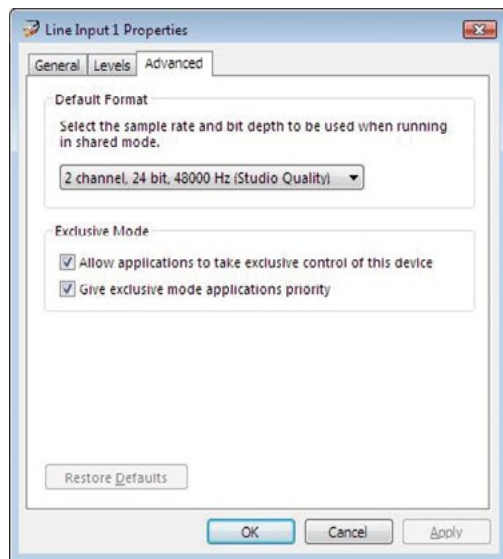 Line Input 1 Properties
General Levels Advanced
Default Format
Select the sample rate and bit depth to be used when running
in shared mode.
2 channel, 24 bit, 48000 Hz (Studio Quality)
Exclusive Mode
Allow applications to take exclusive control of this device
Give exclusive mode applications priority
Restore Defaults
OK Cancel Apply